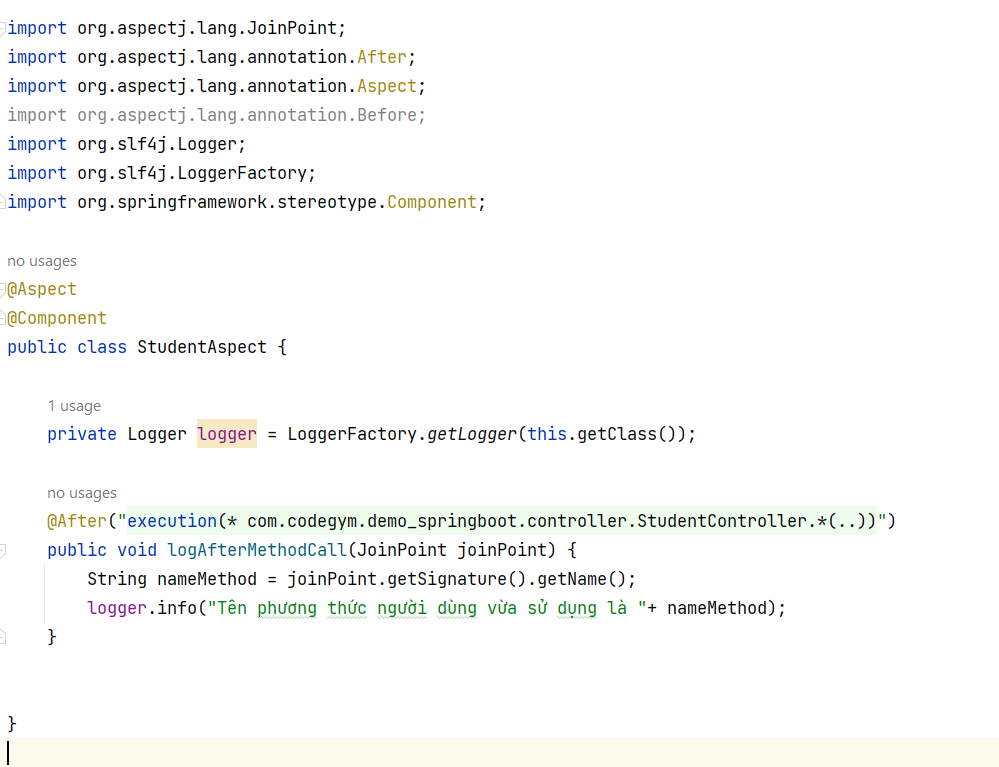 import org.aspectj.lang.JoinPoint;
import org.aspectj.lang.annotation.After;
import org.aspectj.lang.annotation.Aspect;
import org.aspectj.lang.annotation.Before;
import org.slf4j.Logger;
import org.slf4j.LoggerFactory;
import org.springframework.stereotype.Component;
no usages
@Aspect
@Component
public class StudentAspect {
1 usage
private Logger logger = LoggerFactory.getLogger(this.getClass());
no usages
@After("execution(* com.codegym.demo_springboot.controller.StudentController.*(..))")
public void logAfterMethodCall(JoinPoint joinPoint) {
String nameMethod = joinPoint.getSignature().getName();
logger.info("Tên phương thức người dùng vừa sử dụng là "+ nameMethod);
}
}